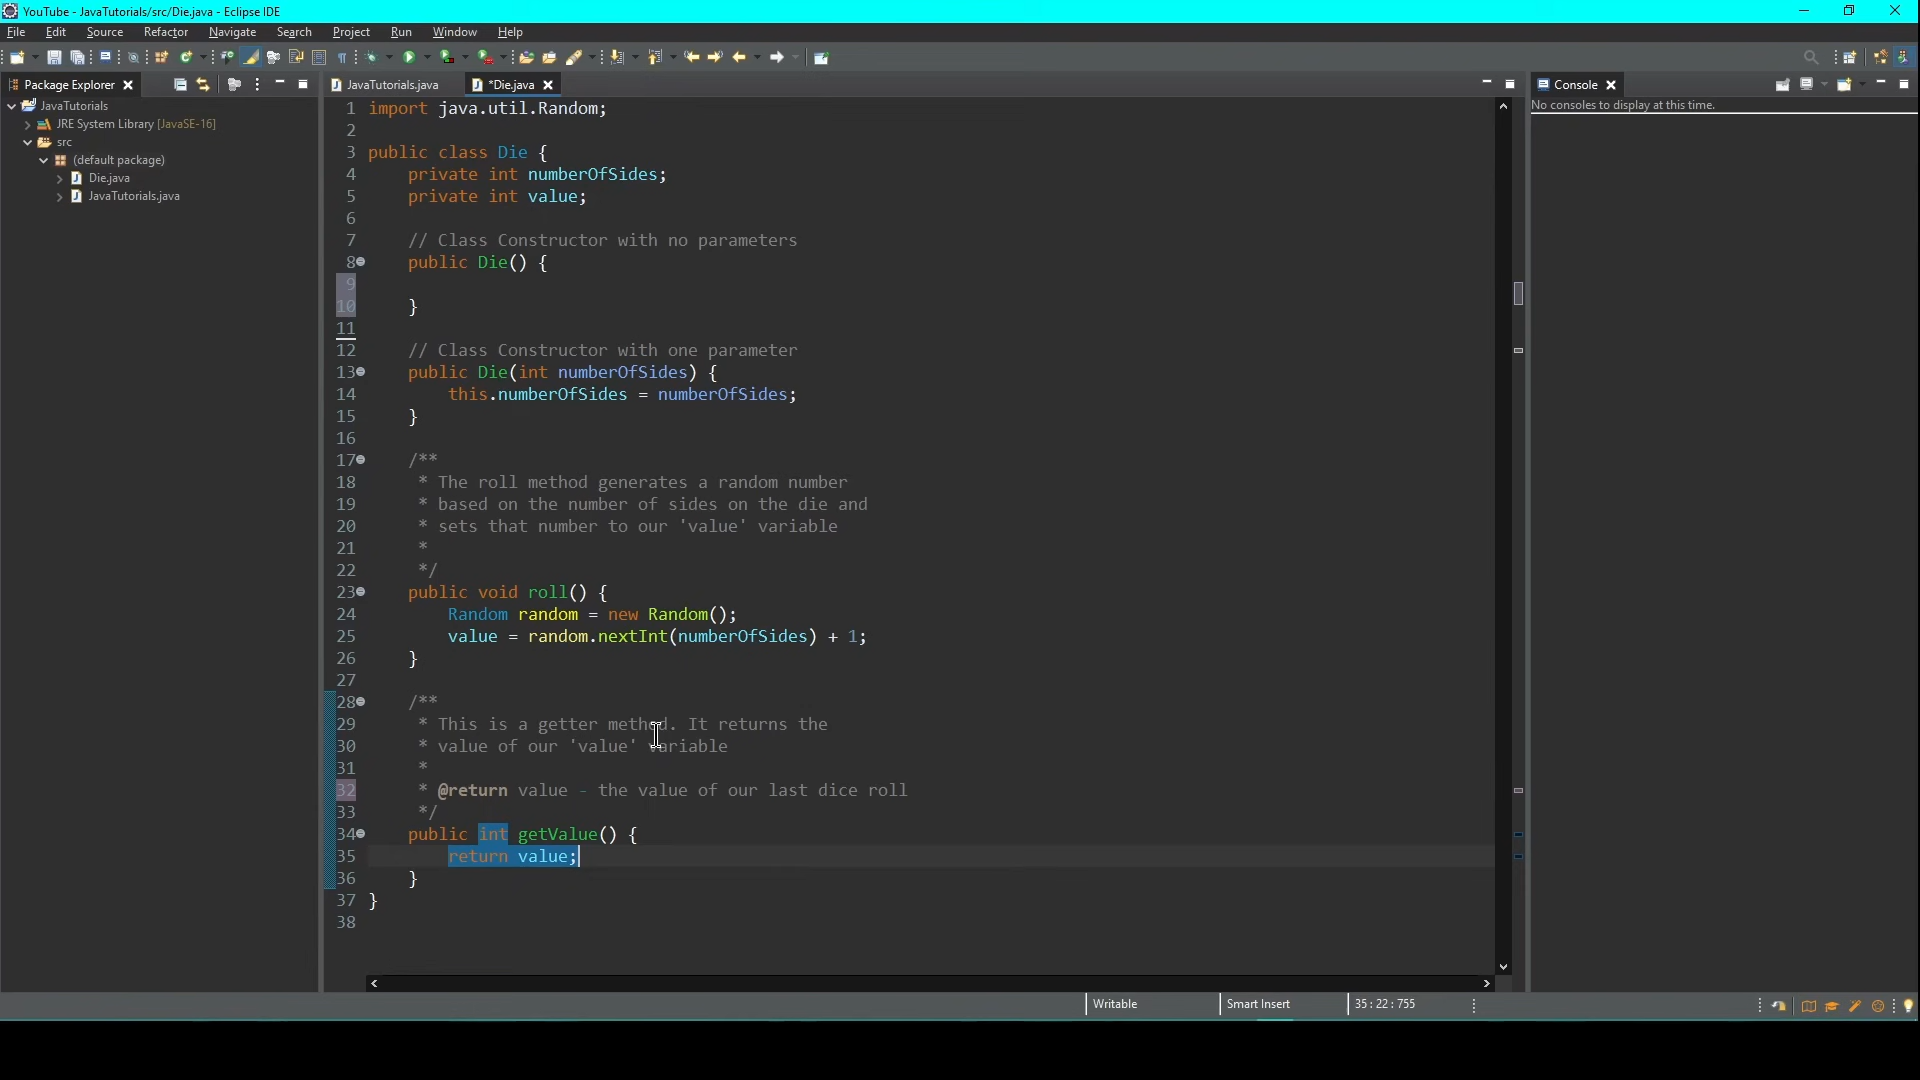 YouTube - JavaTutorials/src/Die.java - Eclipse IDE
File Edit Source Refactor Navigate Search Project Run Window Help
Package Explorer
JavaTutorials.java
*Die.java
Console
JavaTutorials
JRE System Library [JavaSE-16]
src
(default package)
Die.java
JavaTutorials.java
1 import java.util.Random;
2
3 public class Die {
4 private int numberOfSides;
5 private int value;
6
7 // Class Constructor with no parameters
8 public Die() {
9
10 }
11
12 // Class Constructor with one parameter
13 public Die(int numberOfSides) {
14 this.numberOfSides = numberOfSides;
15 }
16
17 /**
18 * The roll method generates a random number
19 * based on the number of sides on the die and
20 * sets that number to our 'value' variable
21 *
22 */
23 public void roll() {
24 Random random = new Random();
25 value = random.nextInt(numberOfSides) + 1;
26 }
27
28 /**
29 * This is a getter method. It returns the
30 * value of our 'value' variable
31 *
32 * @return value - the value of our last dice roll
33 */
34 public int getValue() {
35 return value;
36 }
37 }
38
No consoles to display at this time.
Writable Smart Insert 35 : 22 : 755